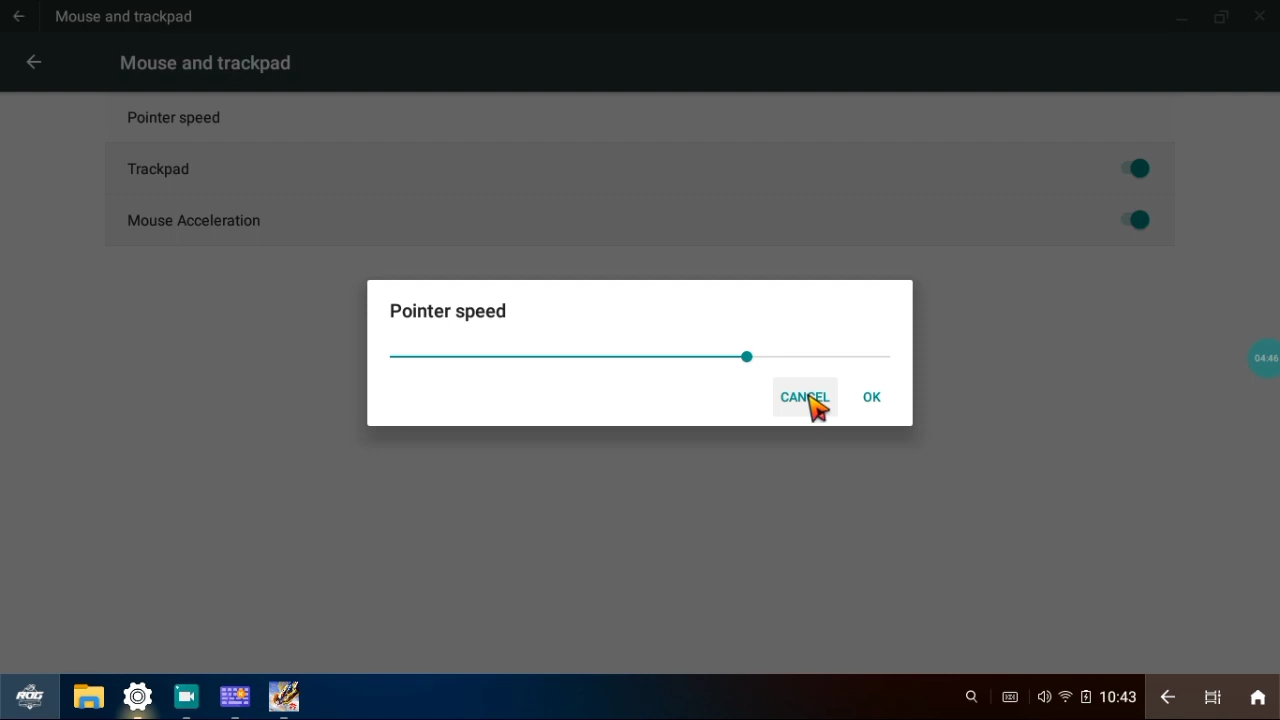 Mouse and trackpad
Mouse and trackpad
Pointer speed
Trackpad
Mouse Acceleration
Pointer speed
CANCEL OK
04:46
ROG
10:43